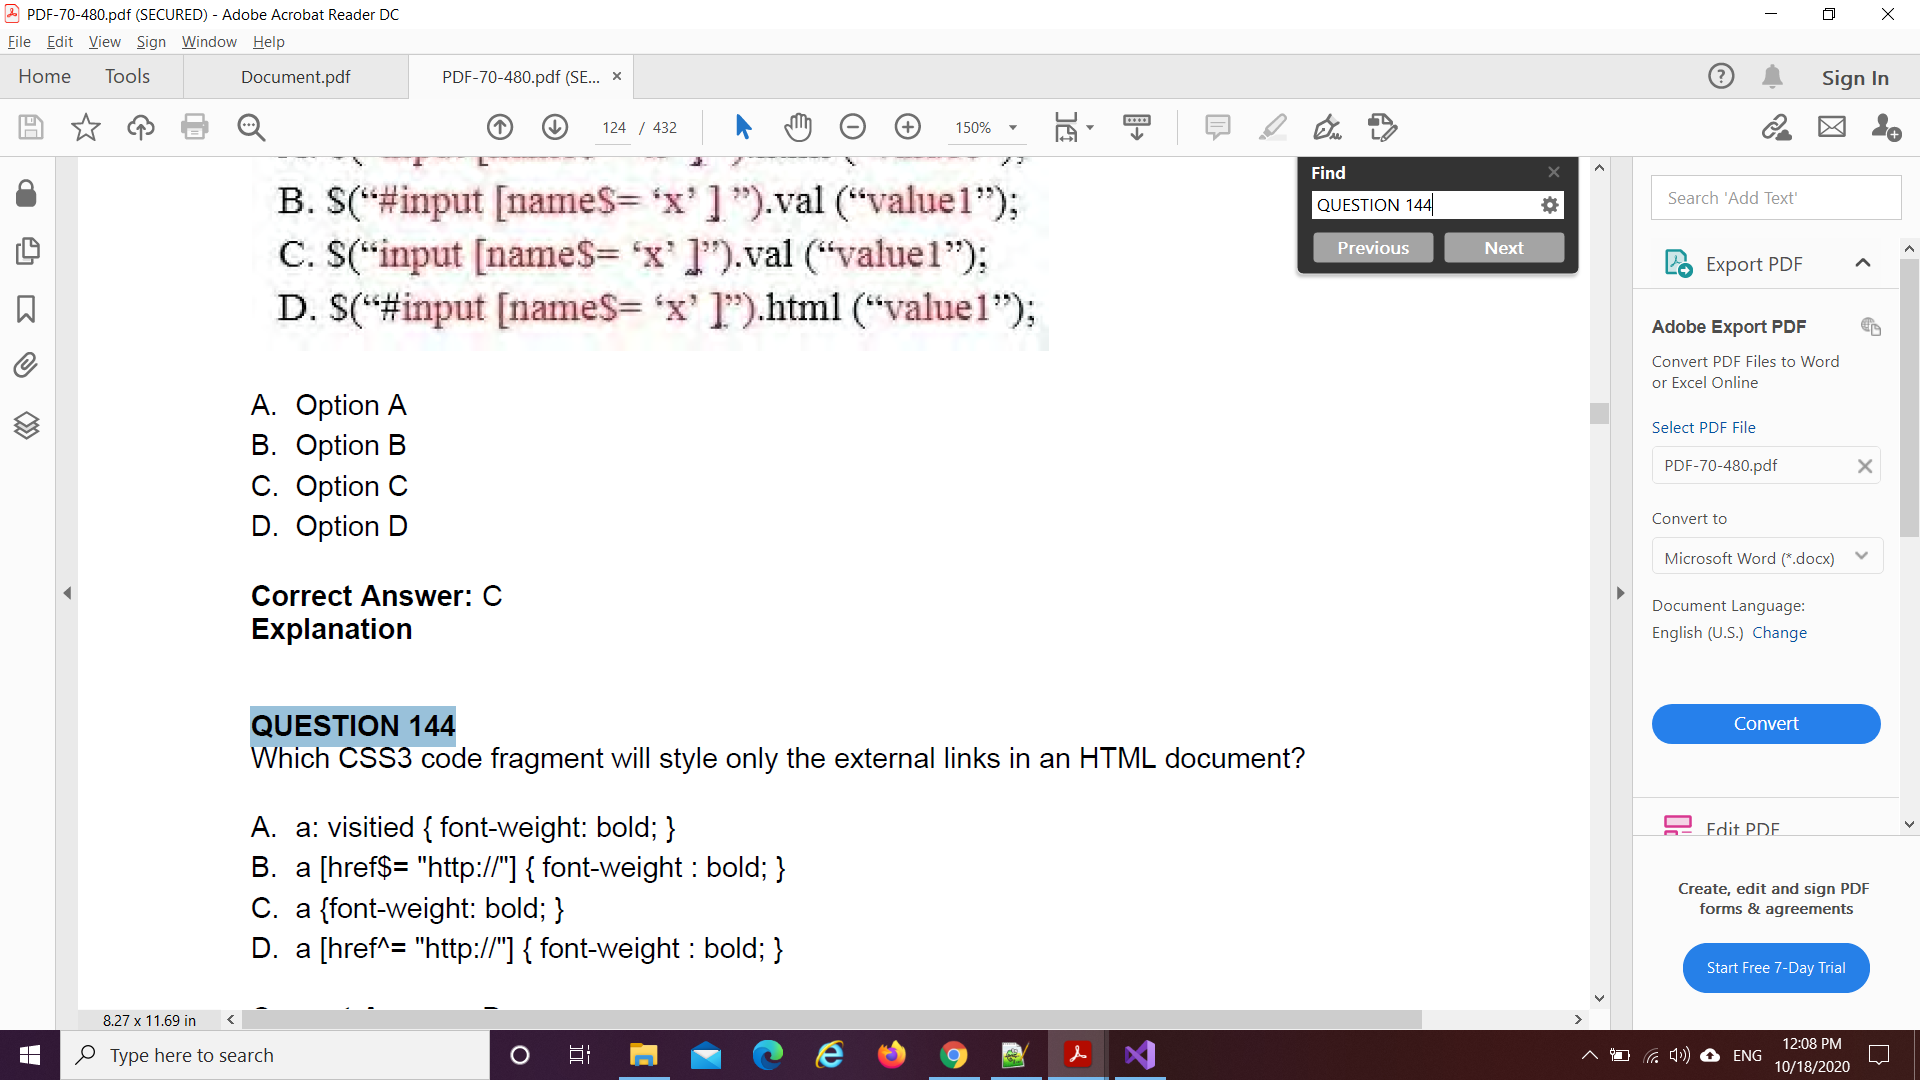 PDF-70-480.pdf (SECURED) - Adobe Acrobat Reader DC
File Edit View Sign Window Help
Home Tools Document.pdf PDF-70-480.pdf (SE... × Sign In
124 / 432 150%
B. $(“#input [name$= ‘x’ ] ”).val (“value1”);
C. $(“input [name$= ‘x’ ]”).val (“value1”);
D. $(“#input [name$= ‘x’ ]”).html (“value1”);
A. Option A
B. Option B
C. Option C
D. Option D
Correct Answer: C
Explanation
QUESTION 144
Which CSS3 code fragment will style only the external links in an HTML document?
A. a: visitied { font-weight: bold; }
B. a [href$= "http://"] { font-weight : bold; }
C. a {font-weight: bold; }
D. a [href^= "http://"] { font-weight : bold; }
8.27 x 11.69 in
Find
QUESTION 144
Previous Next
Search 'Add Text'
Export PDF
Adobe Export PDF
Convert PDF Files to Word
or Excel Online
Select PDF File
PDF-70-480.pdf
Convert to
Microsoft Word (*.docx)
Document Language:
English (U.S.) Change
Convert
Edit PDF
Create, edit and sign PDF
forms & agreements
Start Free 7-Day Trial
Type here to search
ENG
12:08 PM
10/18/2020